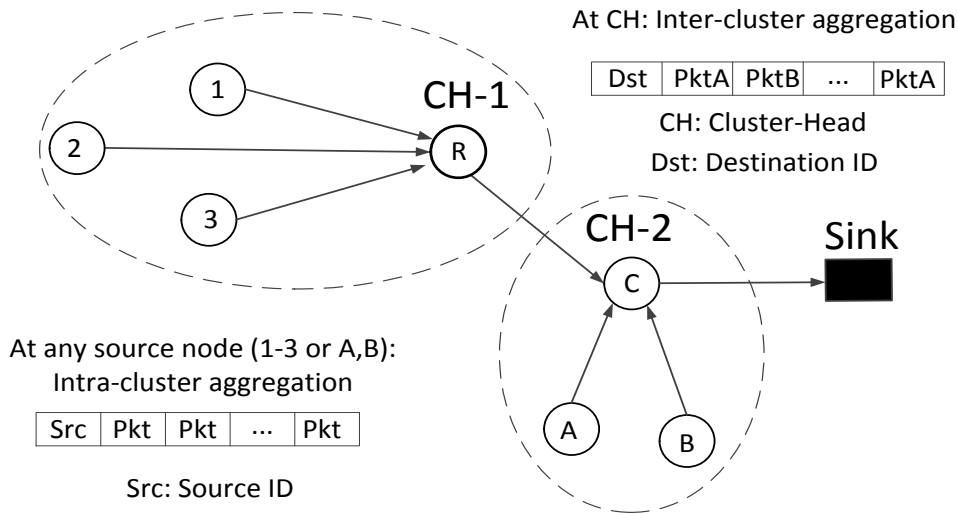 At CH: Inter-cluster aggregation
Dst PktA PktB ... PktA
CH: Cluster-Head
Dst: Destination ID
CH-1
1
2
3
R
CH-2
C
A
B
Sink
At any source node (1-3 or A,B):
Intra-cluster aggregation
Src Pkt Pkt ... Pkt
Src: Source ID